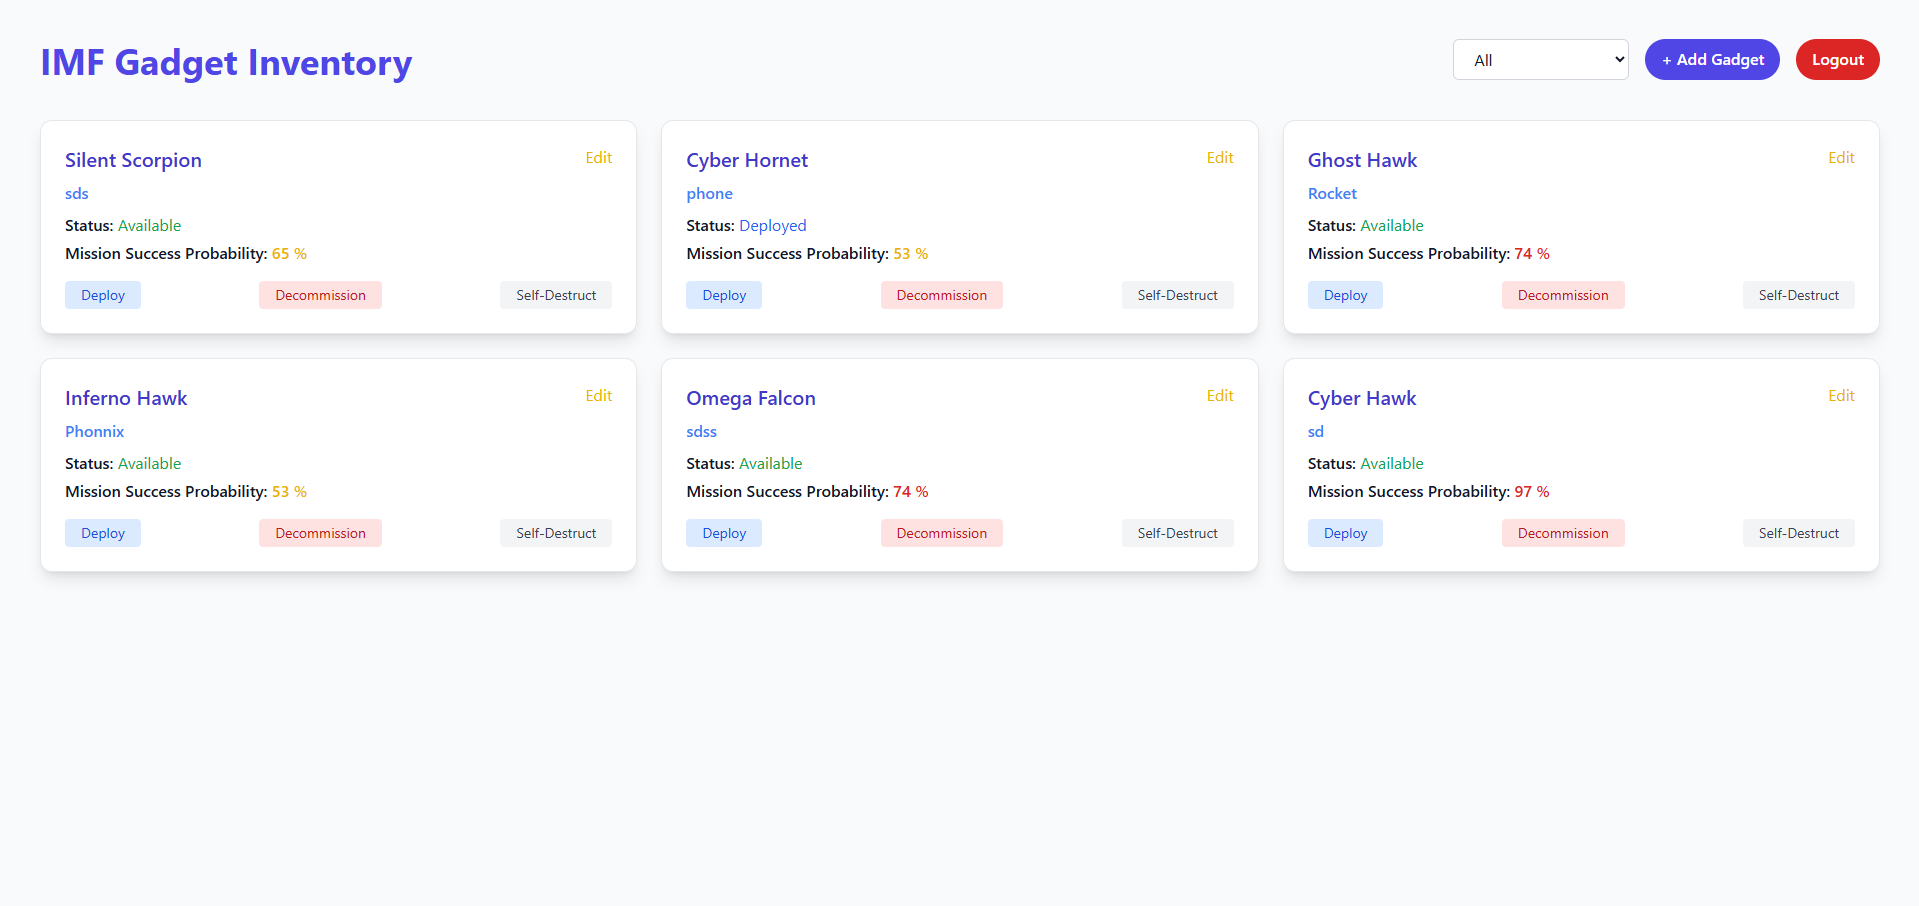 IMF Gadget Inventory
All
+ Add Gadget
Logout
Silent Scorpion
Edit
sds
Status: Available
Mission Success Probability: 65 %
Deploy
Decommission
Self-Destruct
Cyber Hornet
Edit
phone
Status: Deployed
Mission Success Probability: 53 %
Deploy
Decommission
Self-Destruct
Ghost Hawk
Edit
Rocket
Status: Available
Mission Success Probability: 74 %
Deploy
Decommission
Self-Destruct
Inferno Hawk
Edit
Phonnix
Status: Available
Mission Success Probability: 53 %
Deploy
Decommission
Self-Destruct
Omega Falcon
Edit
sdss
Status: Available
Mission Success Probability: 74 %
Deploy
Decommission
Self-Destruct
Cyber Hawk
Edit
sd
Status: Available
Mission Success Probability: 97 %
Deploy
Decommission
Self-Destruct